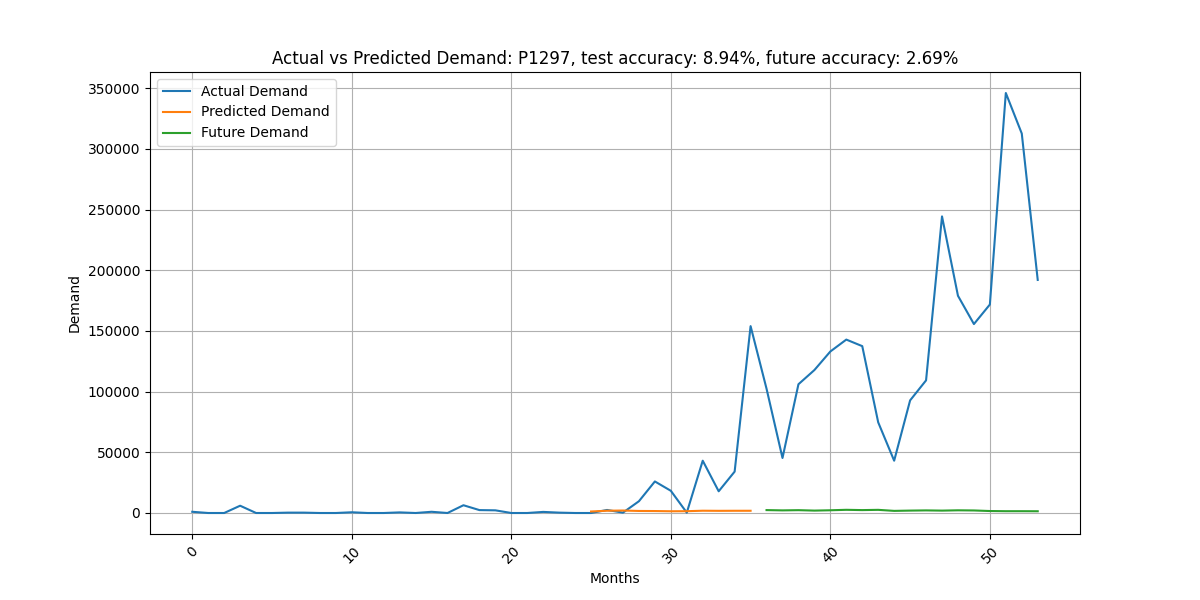 Actual vs Predicted Demand: P1297, test accuracy: 8.94%, future accuracy: 2.69%
Actual Demand
Predicted Demand
Future Demand
350000
300000
250000
200000
150000
100000
50000
0
Demand
0
10
20
30
40
50
Months